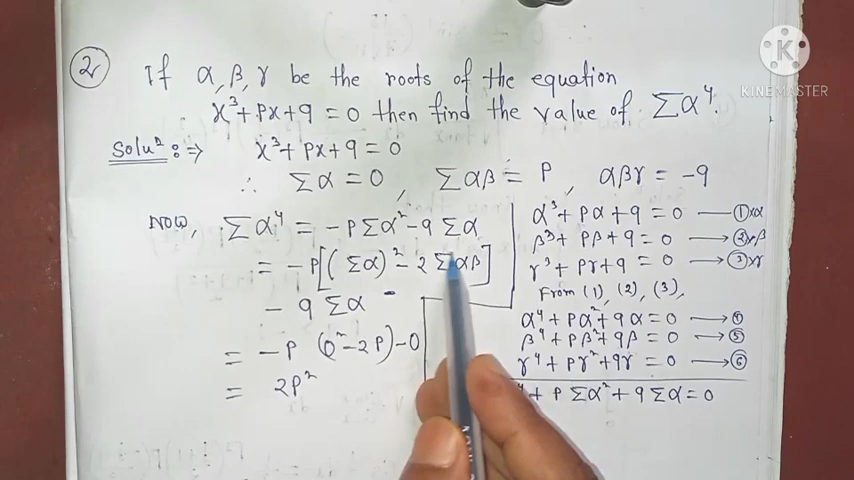 2
If α, β, γ be the roots of the equation
x³ + px + q = 0 then find the value of Σα⁴.
KINEMASTER
Soluⁿ :⇒ x³ + px + q = 0
∴ Σα = 0, Σαβ = p, αβγ = -q
Now, Σα⁴ = -pΣα² - qΣα
= -p[(Σα)² - 2Σαβ]
- qΣα
= -p (0² - 2p) - 0
= 2p²
α³ + pα + q = 0 —— ①×α
β³ + pβ + q = 0 —— ②×β
γ³ + pγ + q = 0 —→ ③×γ
From (1), (2), (3),
α⁴ + pα² + qα = 0 —→ ④
β⁴ + pβ² + qβ = 0 —→ ⑤
γ⁴ + pγ² + qγ = 0 —→ ⑥
⁴ + pΣα² + qΣα = 0